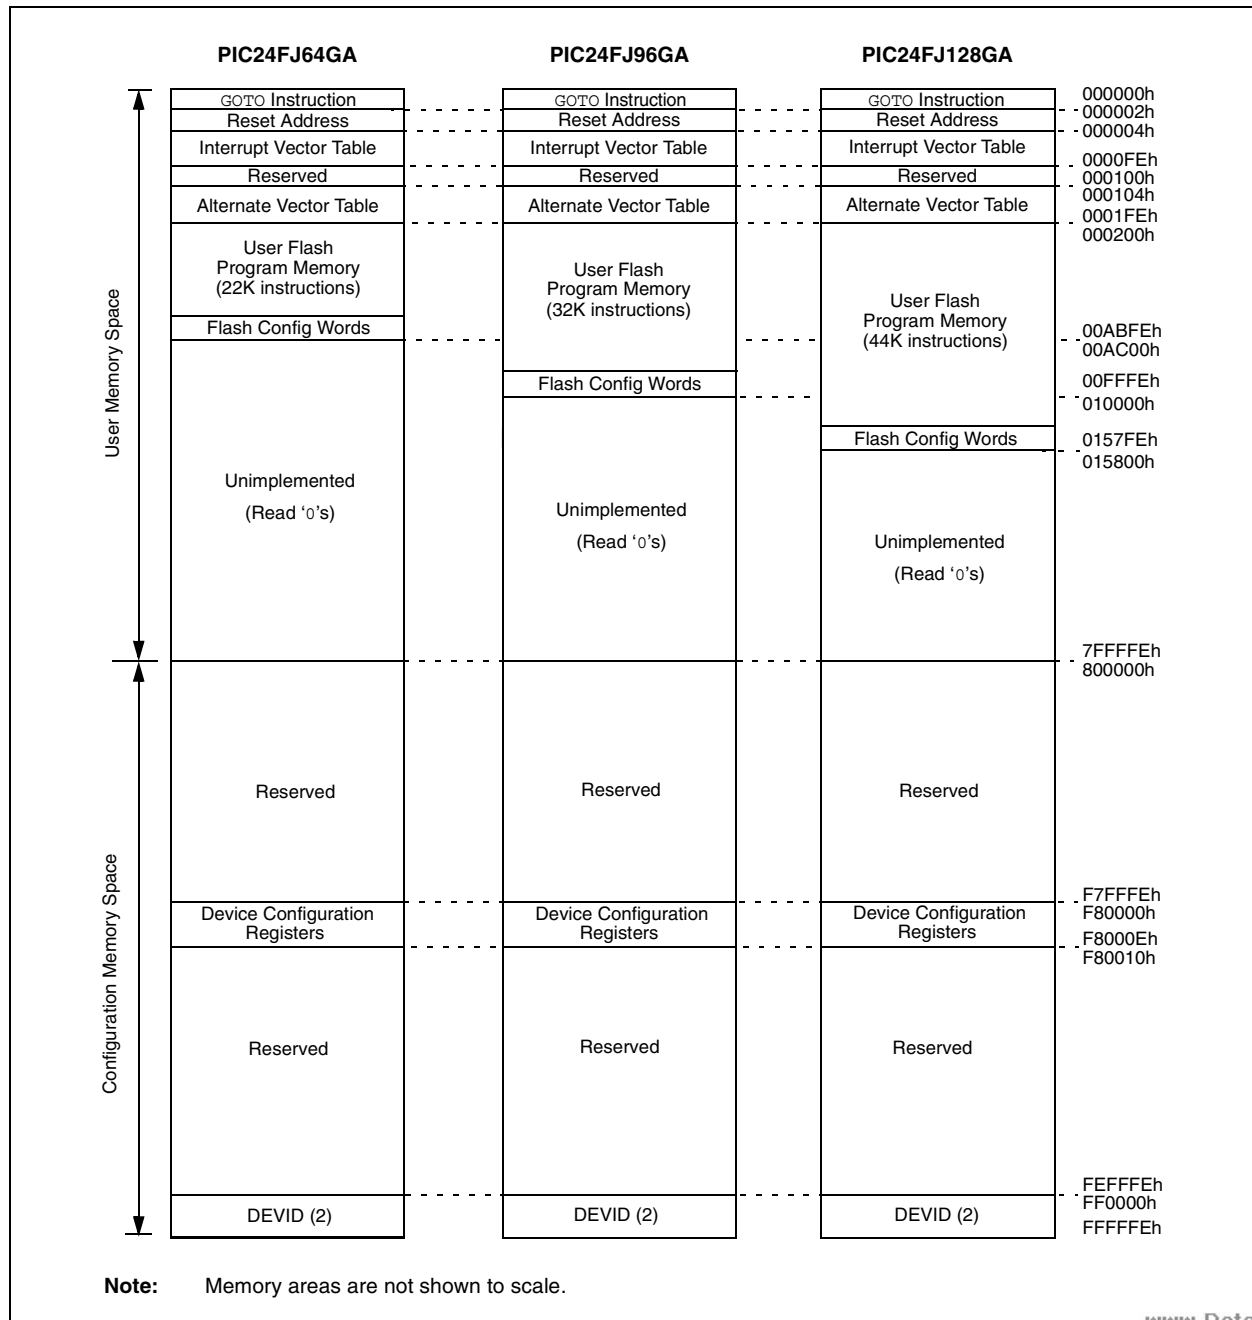 PIC24FJ64GA PIC24FJ96GA PIC24FJ128GA
GOTO Instruction GOTO Instruction GOTO Instruction 000000h
000002h
Reset Address Reset Address Reset Address
000004h
Interrupt Vector Table Interrupt Vector Table Interrupt Vector Table
0000FEh
Reserved Reserved Reserved 000100h
000104h
Alternate Vector Table Alternate Vector Table Alternate Vector Table
0001FEh
000200h
User Flash
Program Memory
(22K instructions)
User Flash
Program Memory
(32K instructions)
User Flash
Program Memory
(44K instructions)
Flash Config Words
00ABFEh
00AC00h
Flash Config Words
00FFFEh
010000h
Flash Config Words
0157FEh
015800h
User Memory Space
Unimplemented
(Read ‘0’s)
Unimplemented
(Read ‘0’s)
Unimplemented
(Read ‘0’s)
7FFFFEh
800000h
Reserved Reserved Reserved
F7FFFEh
F80000h
Device Configuration
Registers
Device Configuration
Registers
Device Configuration
Registers
F8000Eh
F80010h
Configuration Memory Space
Reserved Reserved Reserved
FEFFFEh
FF0000h
DEVID (2) DEVID (2) DEVID (2)
FFFFFEh
Note: Memory areas are not shown to scale.